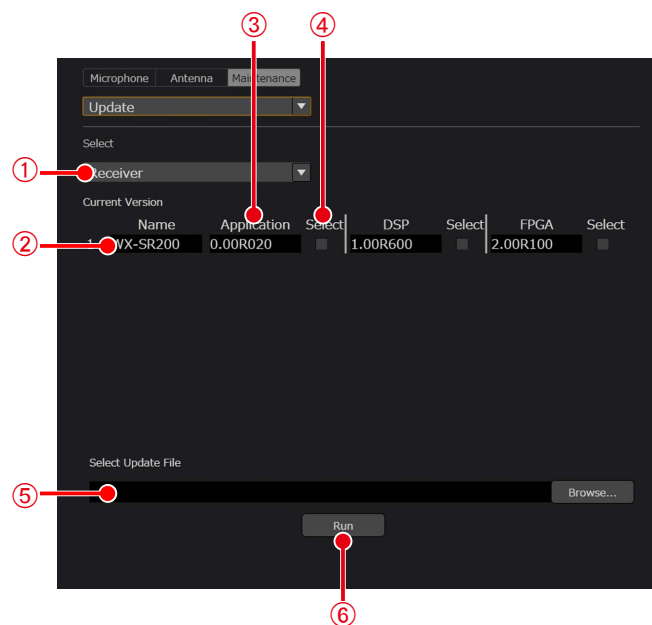 ③ ④
Microphone Antenna Maintenance
Update
Select
① Receiver
Current Version
Name Application Select DSP Select FPGA Select
② 1 WX-SR200 0.00R020 1.00R600 2.00R100
Select Update File
⑤ Browse...
Run
⑥